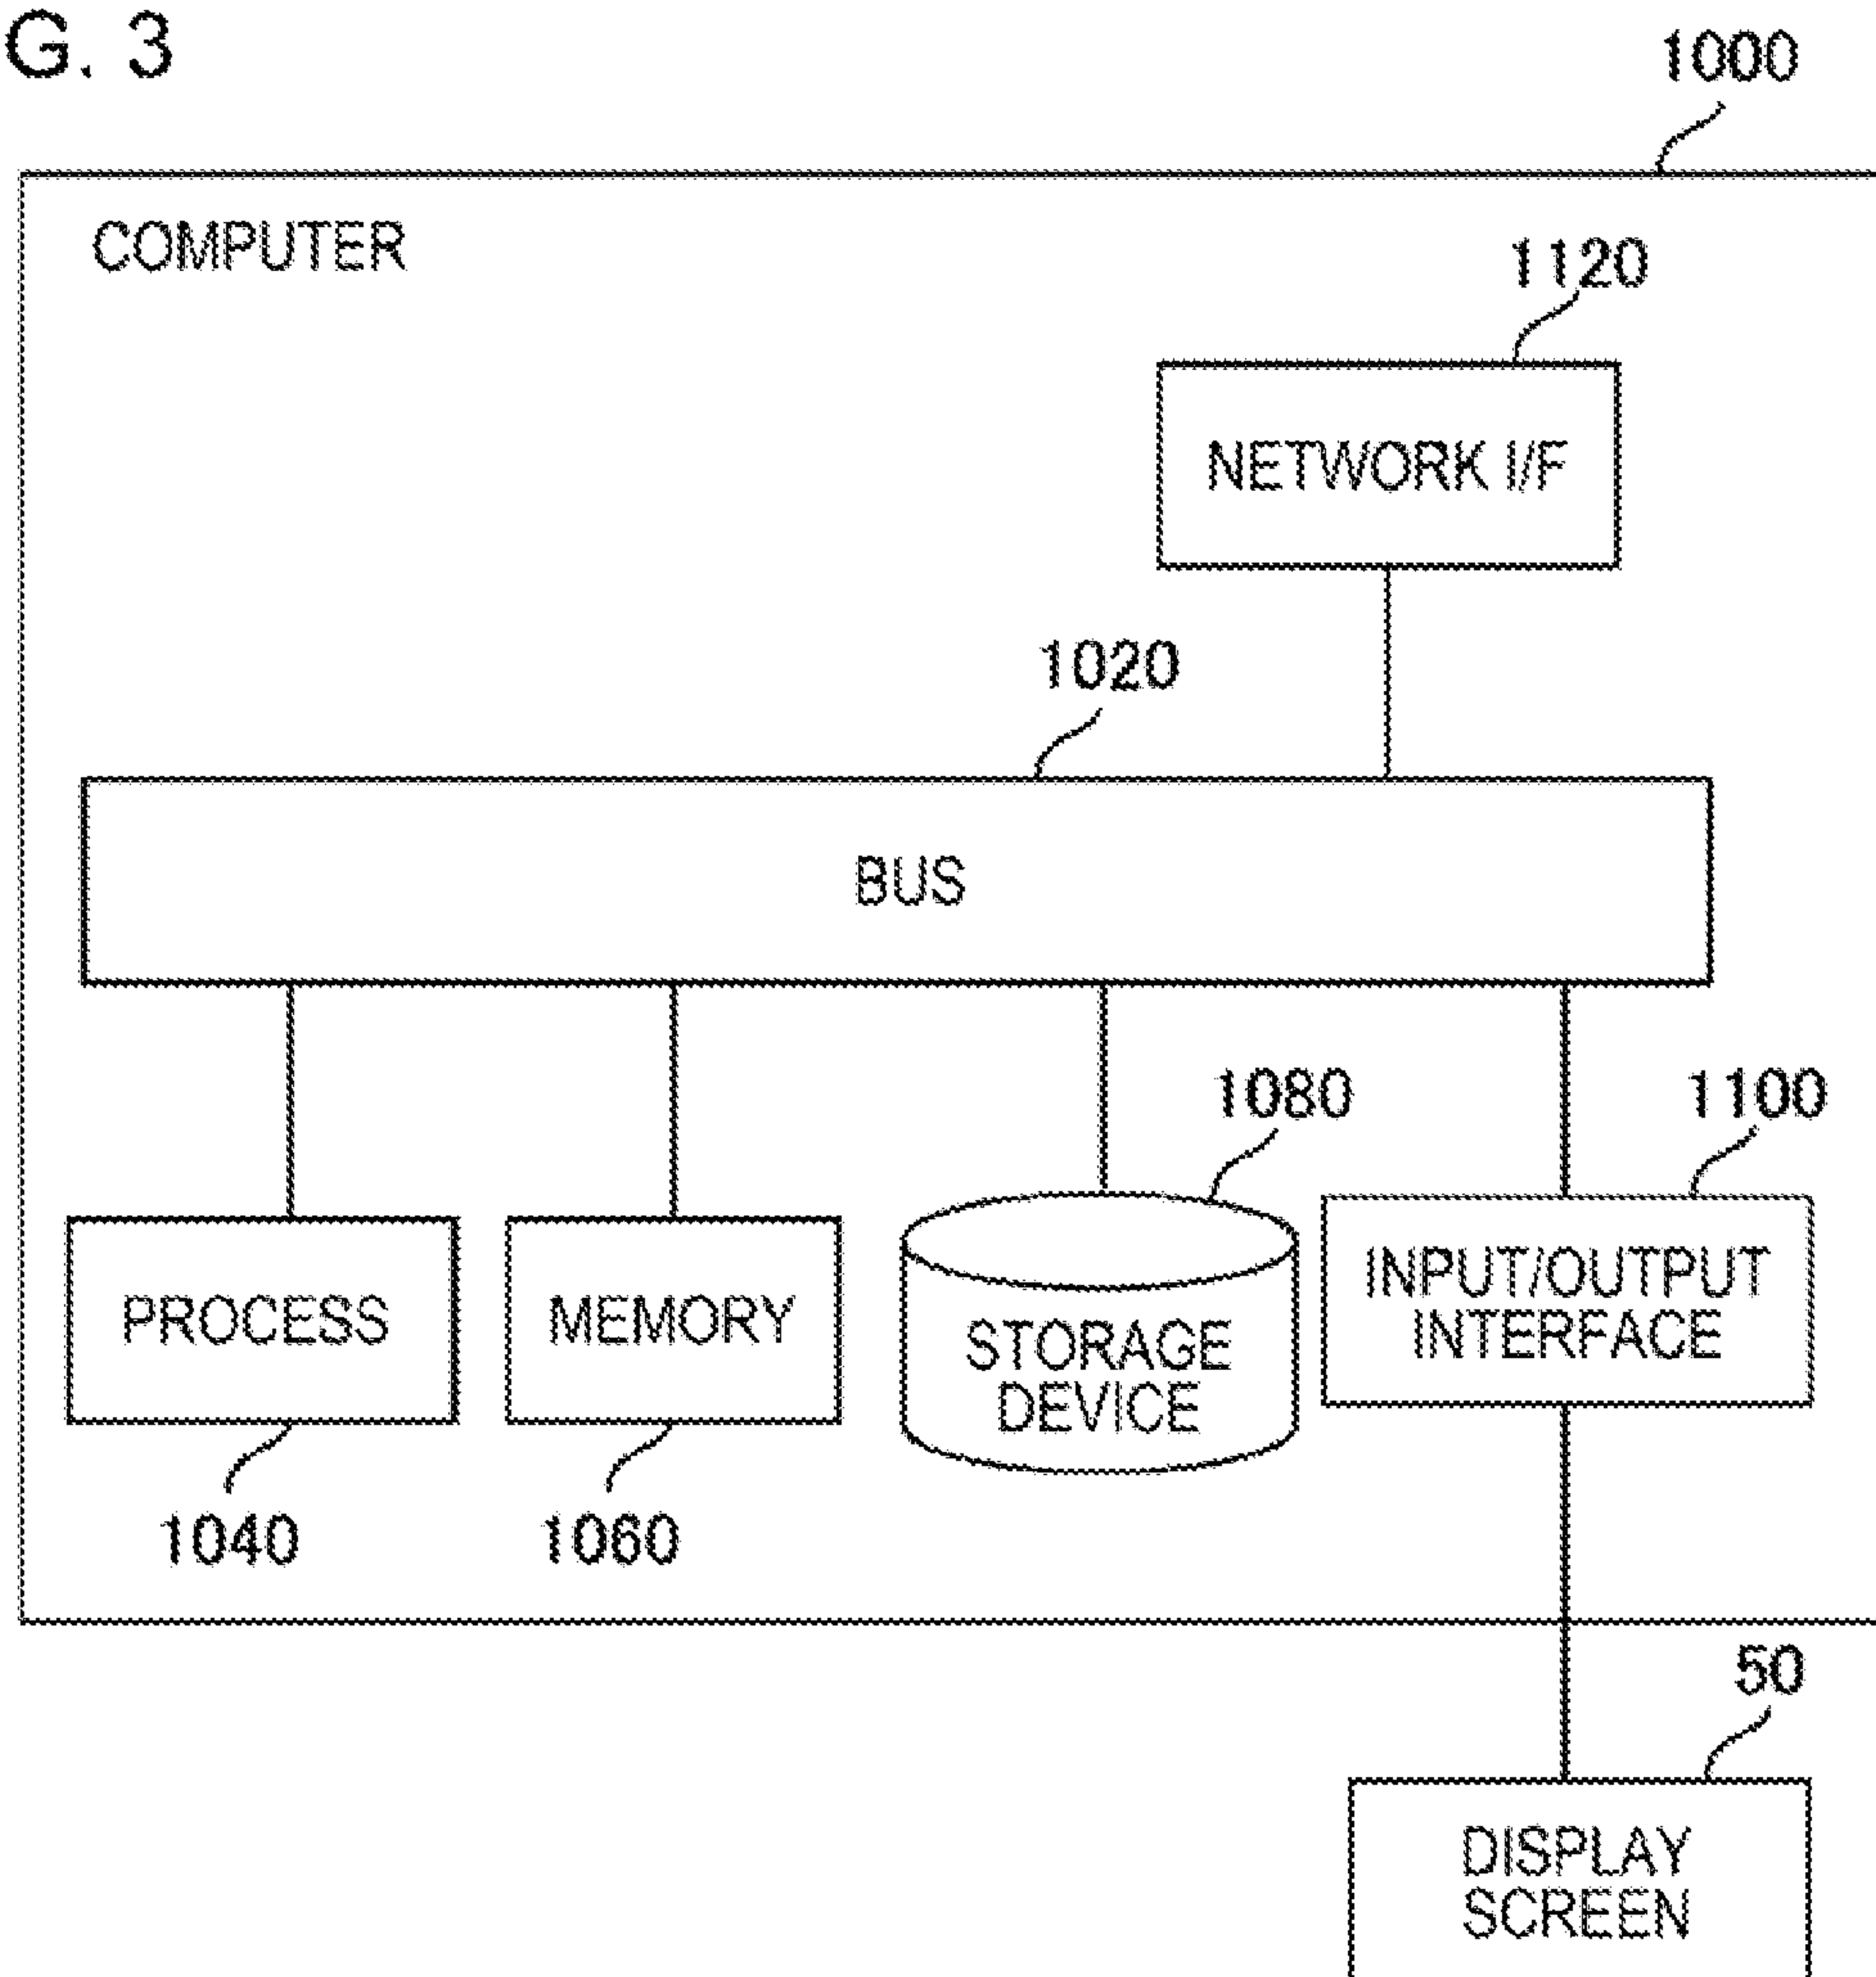 G. 3
1000
COMPUTER
1120
NETWORK I/F
1020
BUS
1080
1100
PROCESS
MEMORY
STORAGE
DEVICE
INPUT/OUTPUT
INTERFACE
1040
1060
50
DISPLAY
SCREEN